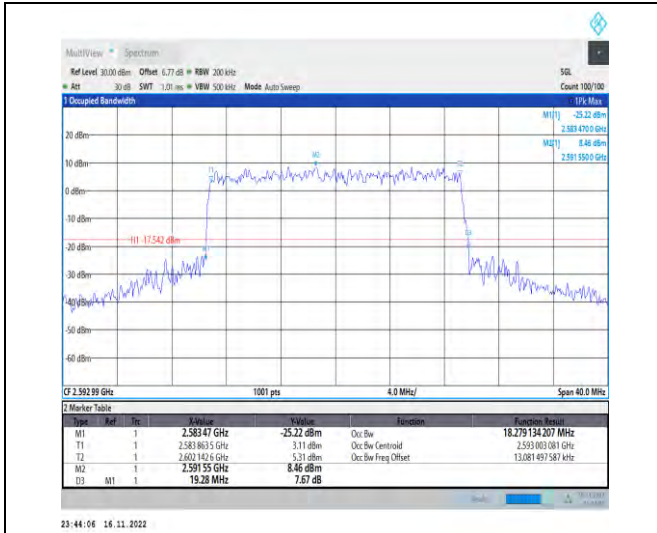 MultiView Spectrum
Ref Level 30.00 dBm Offset 6.77 dB RBW 200 kHz SGL
Att 30 dB SWT 1.01 ms VBW 500 kHz Mode Auto Sweep Count 100/100
1 Occupied Bandwidth 1Pk Max
M1[1] -25.22 dBm
2.583 470 0 GHz
M2[1] 8.46 dBm
2.591 550 0 GHz
20 dBm
M2
10 dBm
0 dBm
-10 dBm
H1 -17.542 dBm
-20 dBm
-30 dBm
-40 dBm
-50 dBm
-60 dBm
CF 2.592 99 GHz 1001 pts 4.0 MHz/ Span 40.0 MHz
2 Marker Table
Type Ref Trc X-Value Y-Value Function Function Result
M1 1 2.583 47 GHz -25.22 dBm Occ Bw 18.279 134 207 MHz
T1 1 2.583 863 5 GHz 3.11 dBm Occ Bw Centroid 2.593 003 081 GHz
T2 1 2.602 142 6 GHz 5.31 dBm Occ Bw Freq Offset 13.081 497 587 kHz
M2 1 2.591 55 GHz 8.46 dBm
D3 M1 1 19.28 MHz 7.67 dB
23:44:06 16.11.2022